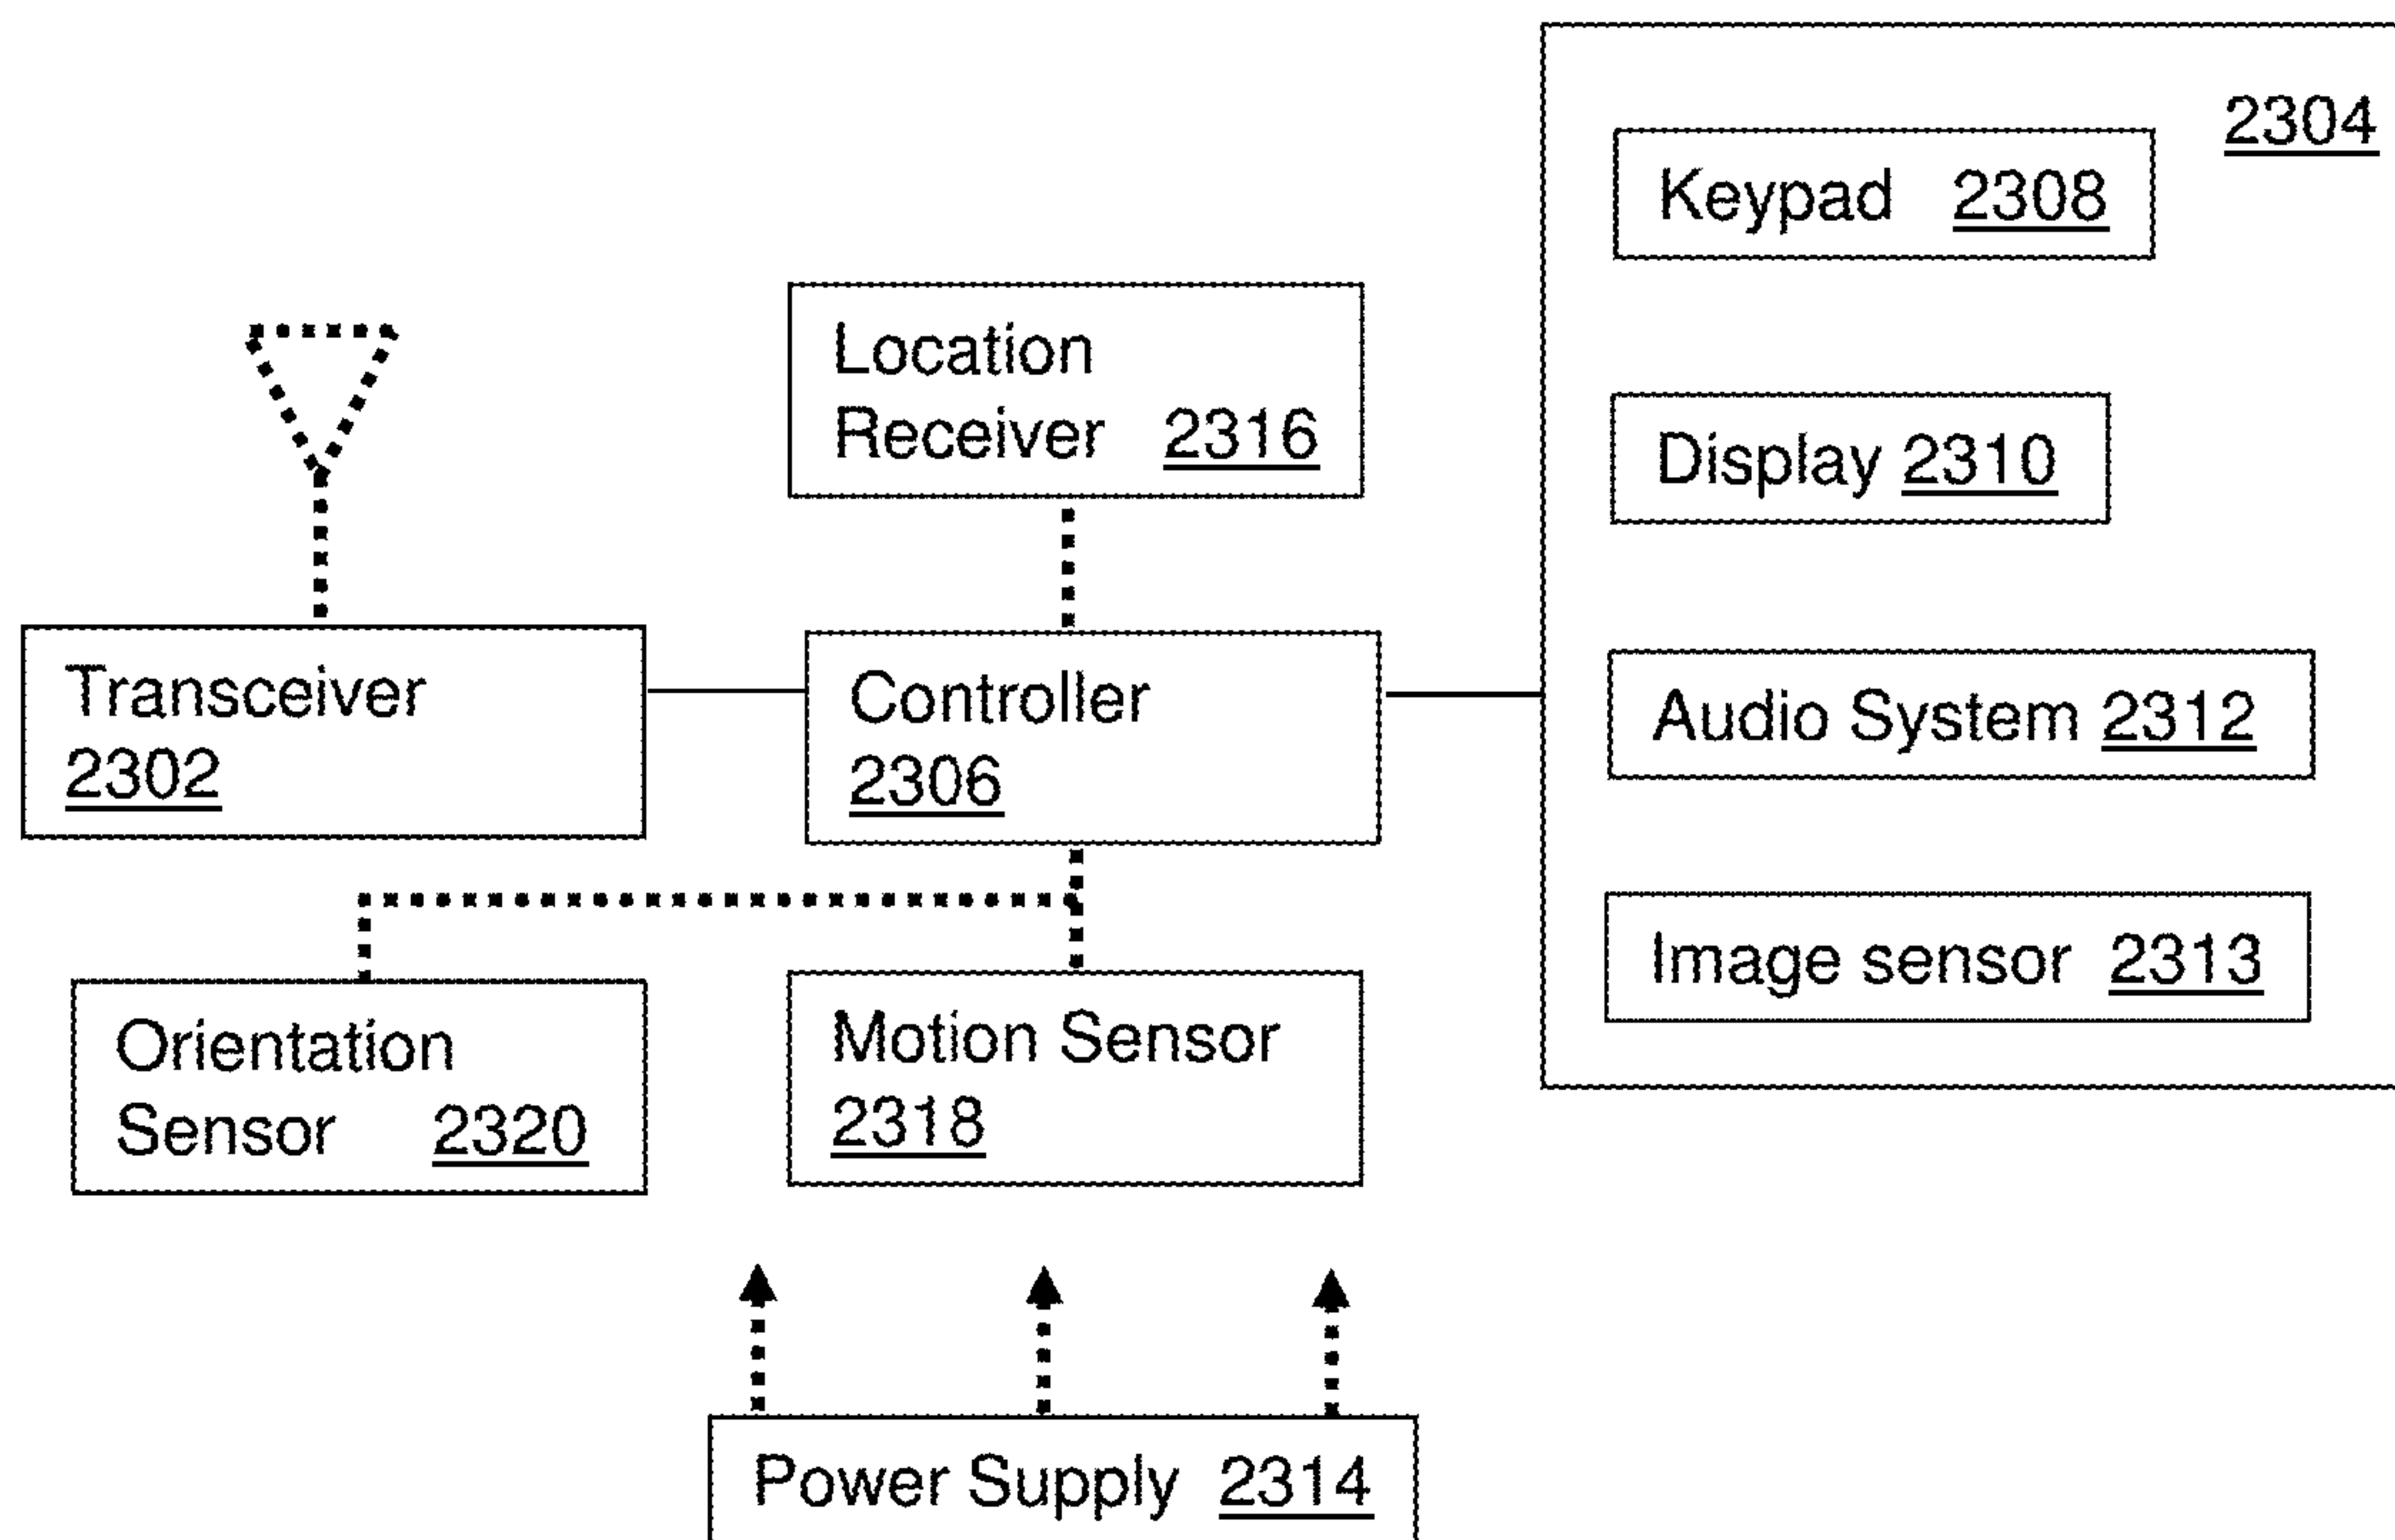 2304
Keypad 2308
Location
Receiver 2316
Display 2310
Transceiver
2302
Controller
2306
Audio System 2312
Image sensor 2313
Orientation
Sensor 2320
Motion Sensor
2318
Power Supply 2314